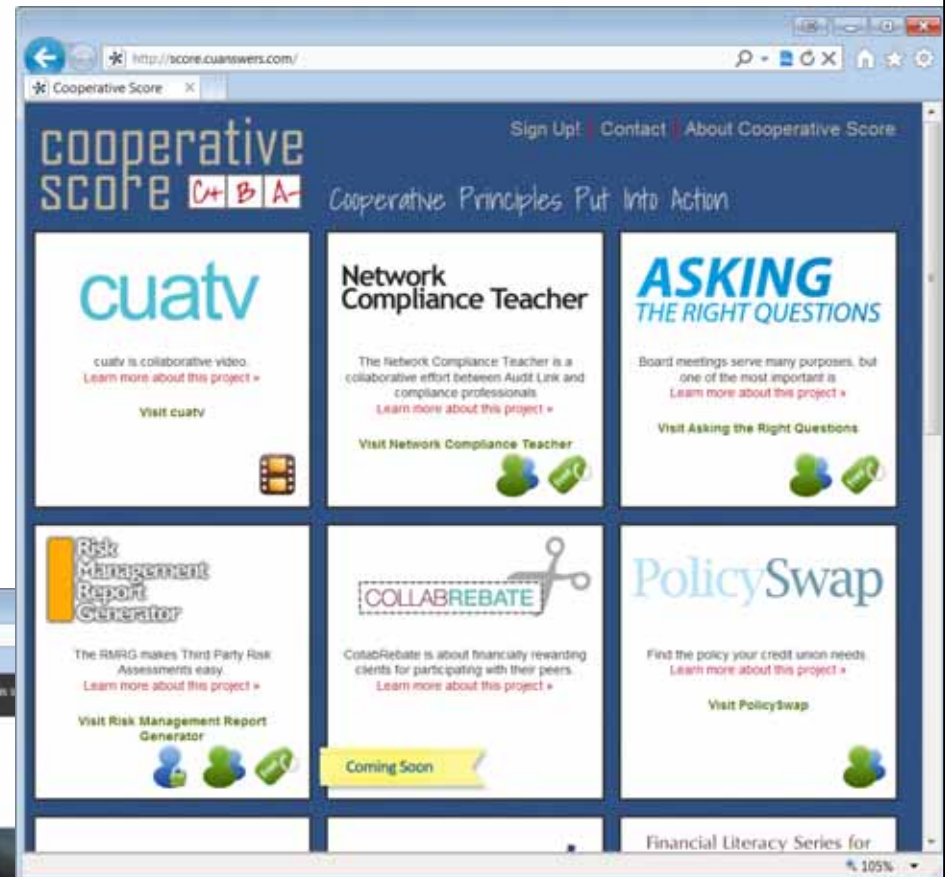 http://score.cuanswers.com/
Cooperative Score
cooperative
score C+ B A-
Sign Up! | Contact | About Cooperative Score
Cooperative Principles Put Into Action
cuatv
cuatv is collaborative video.
Learn more about this project »
Visit cuatv
Network
Compliance Teacher
The Network Compliance Teacher is a
collaborative effort between Audit Link and
compliance professionals
Learn more about this project »
Visit Network Compliance Teacher
ASKING
THE RIGHT QUESTIONS
Board meetings serve many purposes, but
one of the most important is
Learn more about this project »
Visit Asking the Right Questions
Risk
Management
Report
Generator
The RMRG makes Third Party Risk
Assessments easy.
Learn more about this project »
Visit Risk Management Report
Generator
COLLABREBATE
CollabRebate is about financially rewarding
clients for participating with their peers.
Learn more about this project »
Coming Soon
PolicySwap
Find the policy your credit union needs.
Learn more about this project »
Visit PolicySwap
Financial Literacy Series for
105%